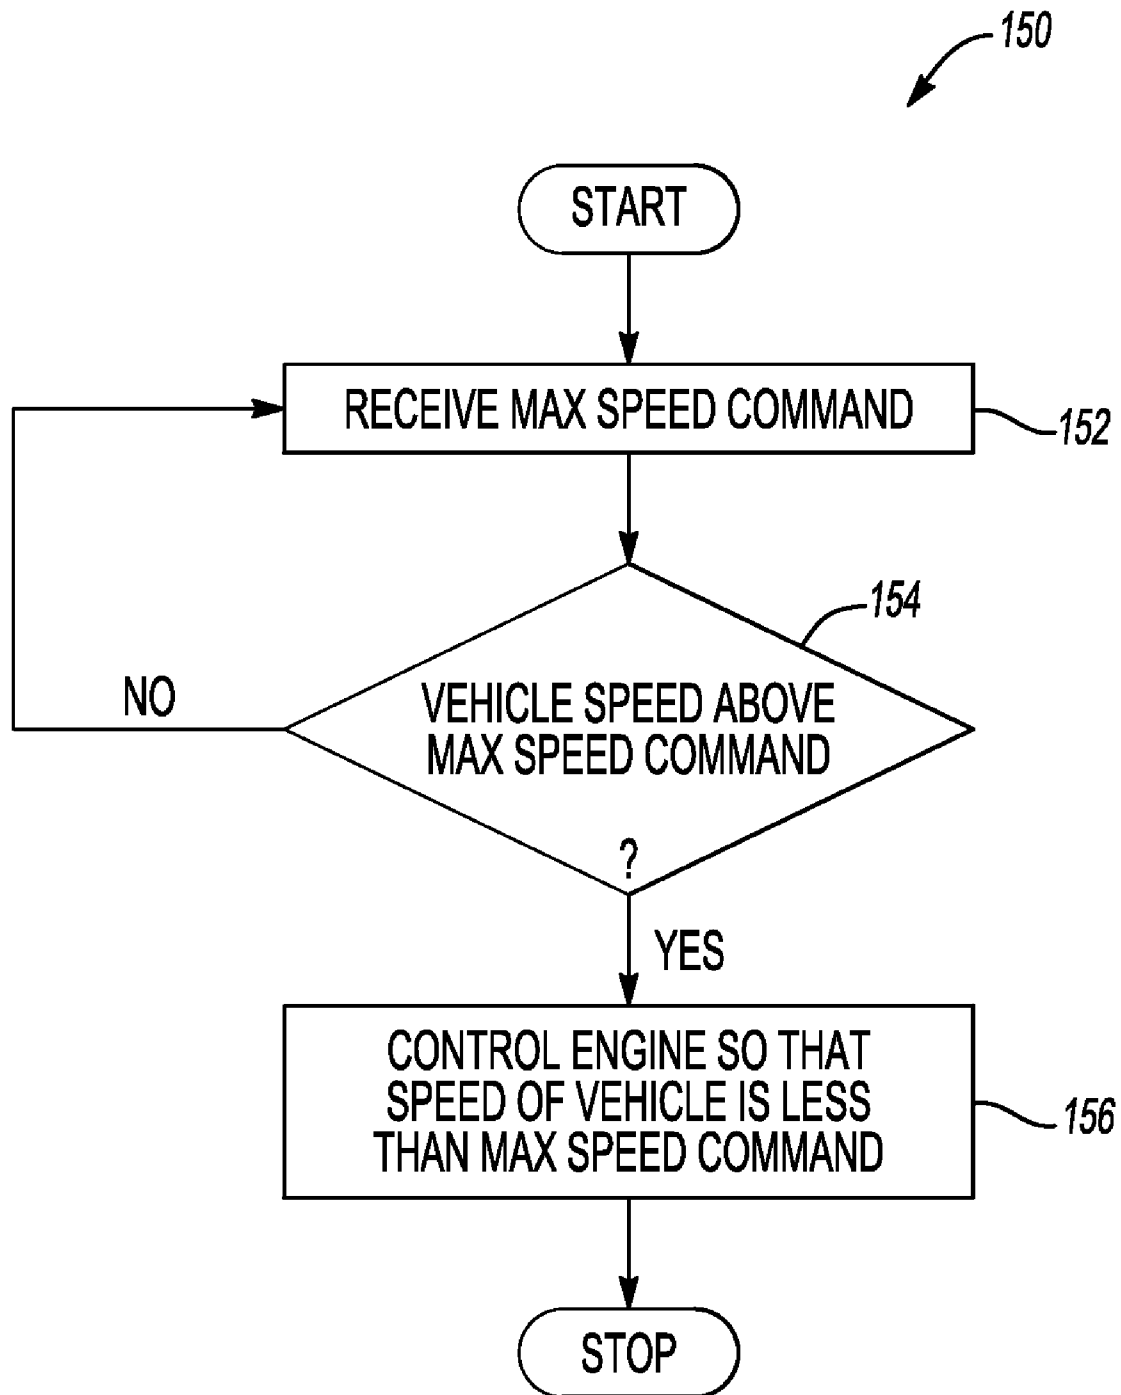 150
START
RECEIVE MAX SPEED COMMAND
152
154
VEHICLE SPEED ABOVE
MAX SPEED COMMAND
NO
?
YES
CONTROL ENGINE SO THAT
SPEED OF VEHICLE IS LESS
THAN MAX SPEED COMMAND
156
STOP